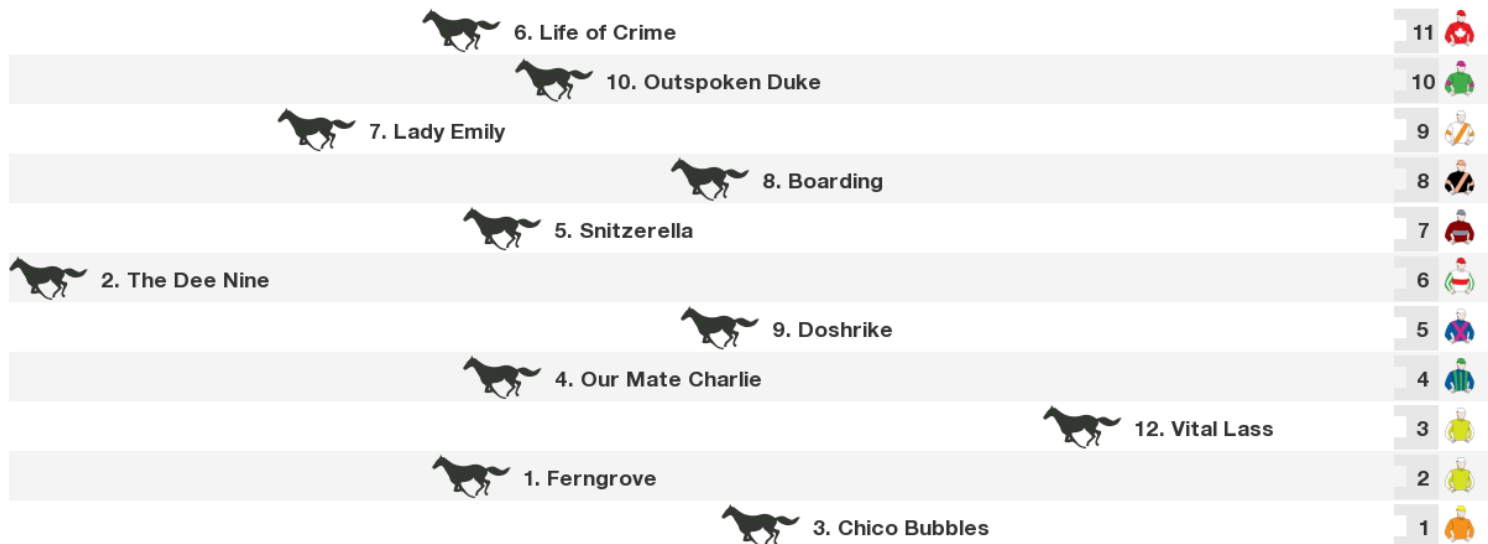 6. Life of Crime 11
10. Outspoken Duke 10
7. Lady Emily 9
8. Boarding 8
5. Snitzerella 7
2. The Dee Nine 6
9. Doshrike 5
4. Our Mate Charlie 4
12. Vital Lass 3
1. Ferngrove 2
3. Chico Bubbles 1